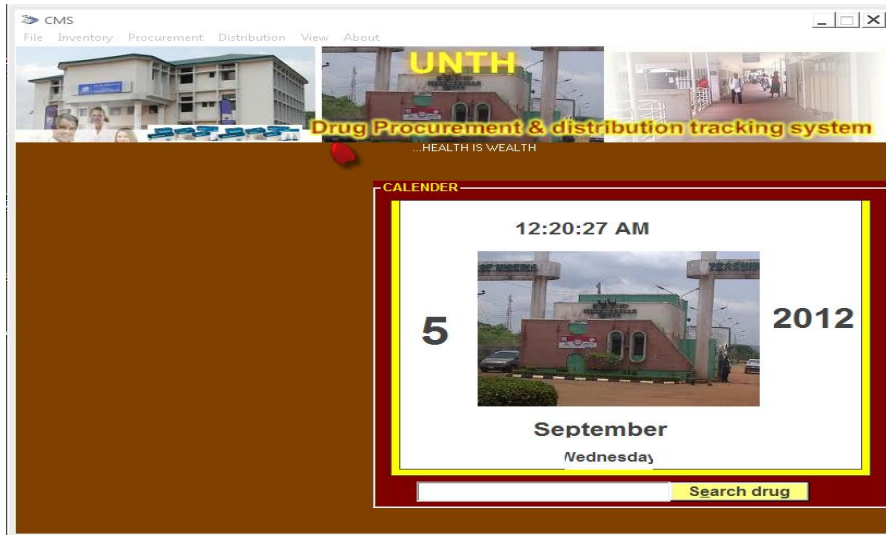 CMS
File Inventory Procurement Distribution View About
UNTH
Drug Procurement & distribution tracking system
...HEALTH IS WEALTH
CALENDER
12:20:27 AM
5
2012
September
Wednesday
Search drug